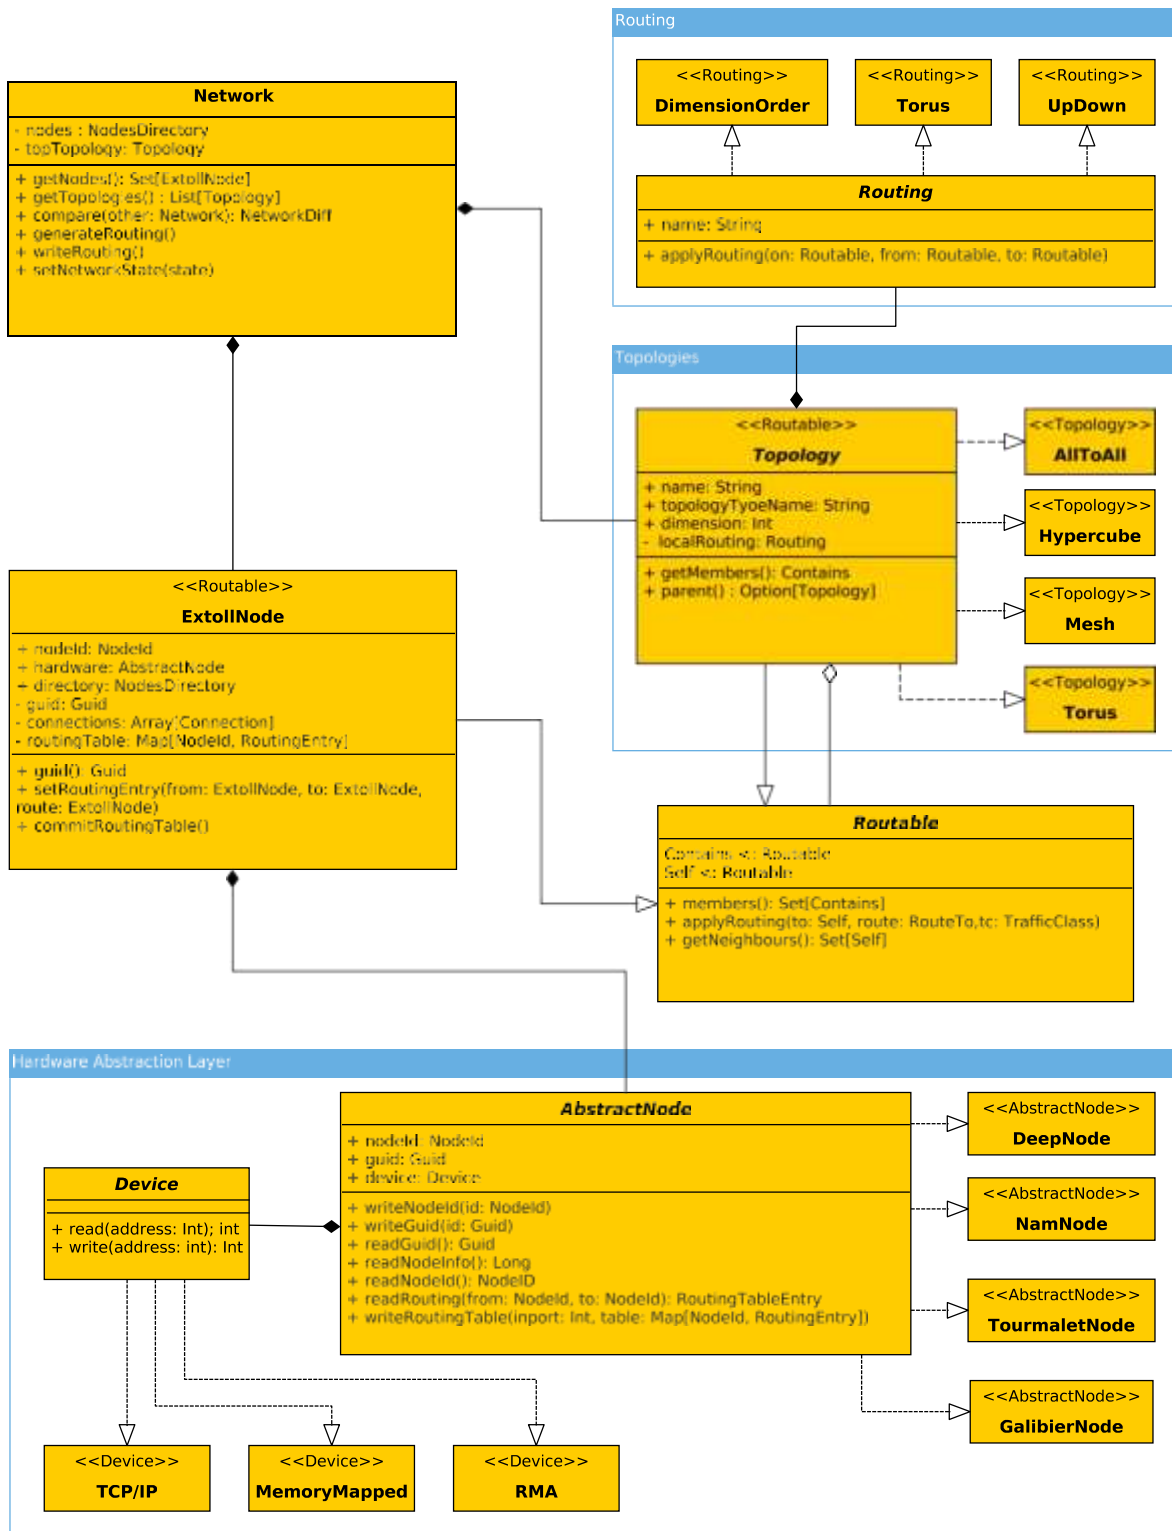 Routing
<<Routing>>
DimensionOrder
<<Routing>>
Torus
<<Routing>>
UpDown
Routing
+ name: String
+ applyRouting(on: Routable, from: Routable, to: Routable)
Network
- nodes : NodesDirectory
- topTopology: Topology
+ getNodes(): Set[ExtollNode]
+ getTopologies() : List[Topology]
+ compare(other: Network): NetworkDiff
+ generateRouting()
+ writeRouting()
+ setNetworkState(state)
Topologies
<<Routable>>
Topology
+ name: String
+ topologyTyoeName: String
+ dimension: Int
- localRouting: Routing
+ getMembers(): Contains
+ parent() : Option[Topology]
<<Topology>>
AllToAll
<<Topology>>
Hypercube
<<Topology>>
Mesh
<<Topology>>
Torus
<<Routable>>
ExtollNode
+ nodeId: NodeId
+ hardware: AbstractNode
+ directory: NodesDirectory
- guid: Guid
- connections: Array[Connection]
- routingTable: Map[NodeId, RoutingEntry]
+ guid(): Guid
+ setRoutingEntry(from: ExtollNode, to: ExtollNode,
route: ExtollNode)
+ commitRoutingTable()
Routable
Contains <: Routable
Self <: Routable
+ members(): Set[Contains]
+ applyRouting(to: Self, route: RouteTo,tc: TrafficClass)
+ getNeighbours(): Set[Self]
Hardware Abstraction Layer
AbstractNode
+ nodeId: NodeId
+ guid: Guid
+ device: Device
+ writeNodeId(id: NodeId)
+ writeGuid(id: Guid)
+ readGuid(): Guid
+ readNodeInfo(): Long
+ readNodeId(): NodeID
+ readRouting(from: NodeId, to: NodeId): RoutingTableEntry
+ writeRoutingTable(inport: Int, table: Map[NodeId, RoutingEntry])
Device
+ read(address: Int); int
+ write(address: int): Int
<<AbstractNode>>
DeepNode
<<AbstractNode>>
NamNode
<<AbstractNode>>
TourmaletNode
<<AbstractNode>>
GalibierNode
<<Device>>
TCP/IP
<<Device>>
MemoryMapped
<<Device>>
RMA